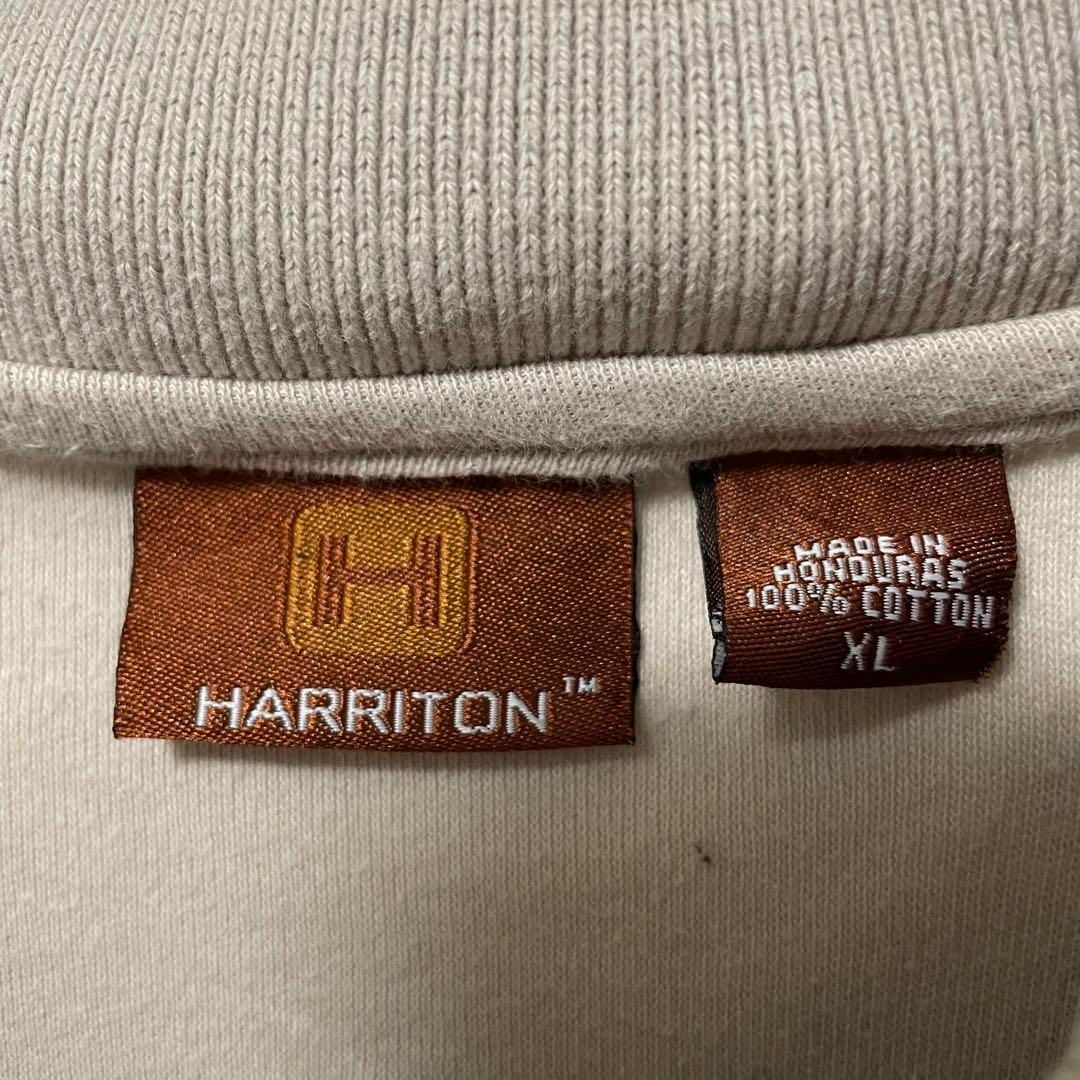 H
HARRITON™
MADE IN
HONDURAS
100% COTTON
XL